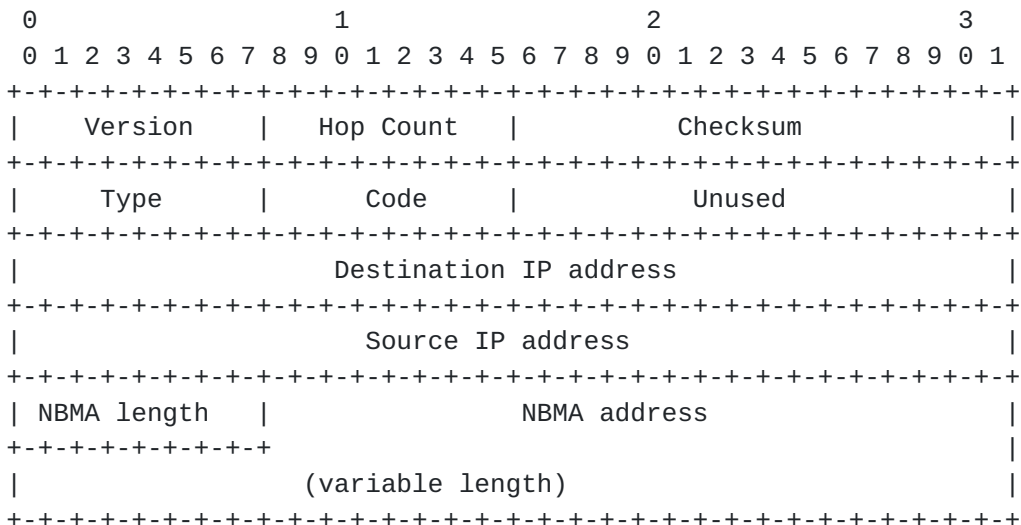 0                   1                   2                   3
 0 1 2 3 4 5 6 7 8 9 0 1 2 3 4 5 6 7 8 9 0 1 2 3 4 5 6 7 8 9 0 1
+-+-+-+-+-+-+-+-+-+-+-+-+-+-+-+-+-+-+-+-+-+-+-+-+-+-+-+-+-+-+-+-+
|    Version    |   Hop Count   |          Checksum             |
+-+-+-+-+-+-+-+-+-+-+-+-+-+-+-+-+-+-+-+-+-+-+-+-+-+-+-+-+-+-+-+-+
|     Type      |      Code     |           Unused              |
+-+-+-+-+-+-+-+-+-+-+-+-+-+-+-+-+-+-+-+-+-+-+-+-+-+-+-+-+-+-+-+-+
|                    Destination IP address                     |
+-+-+-+-+-+-+-+-+-+-+-+-+-+-+-+-+-+-+-+-+-+-+-+-+-+-+-+-+-+-+-+-+
|                      Source IP address                        |
+-+-+-+-+-+-+-+-+-+-+-+-+-+-+-+-+-+-+-+-+-+-+-+-+-+-+-+-+-+-+-+-+
| NBMA length   |                NBMA address                   |
+-+-+-+-+-+-+-+-+                                               |
|                  (variable length)                            |
+-+-+-+-+-+-+-+-+-+-+-+-+-+-+-+-+-+-+-+-+-+-+-+-+-+-+-+-+-+-+-+-+